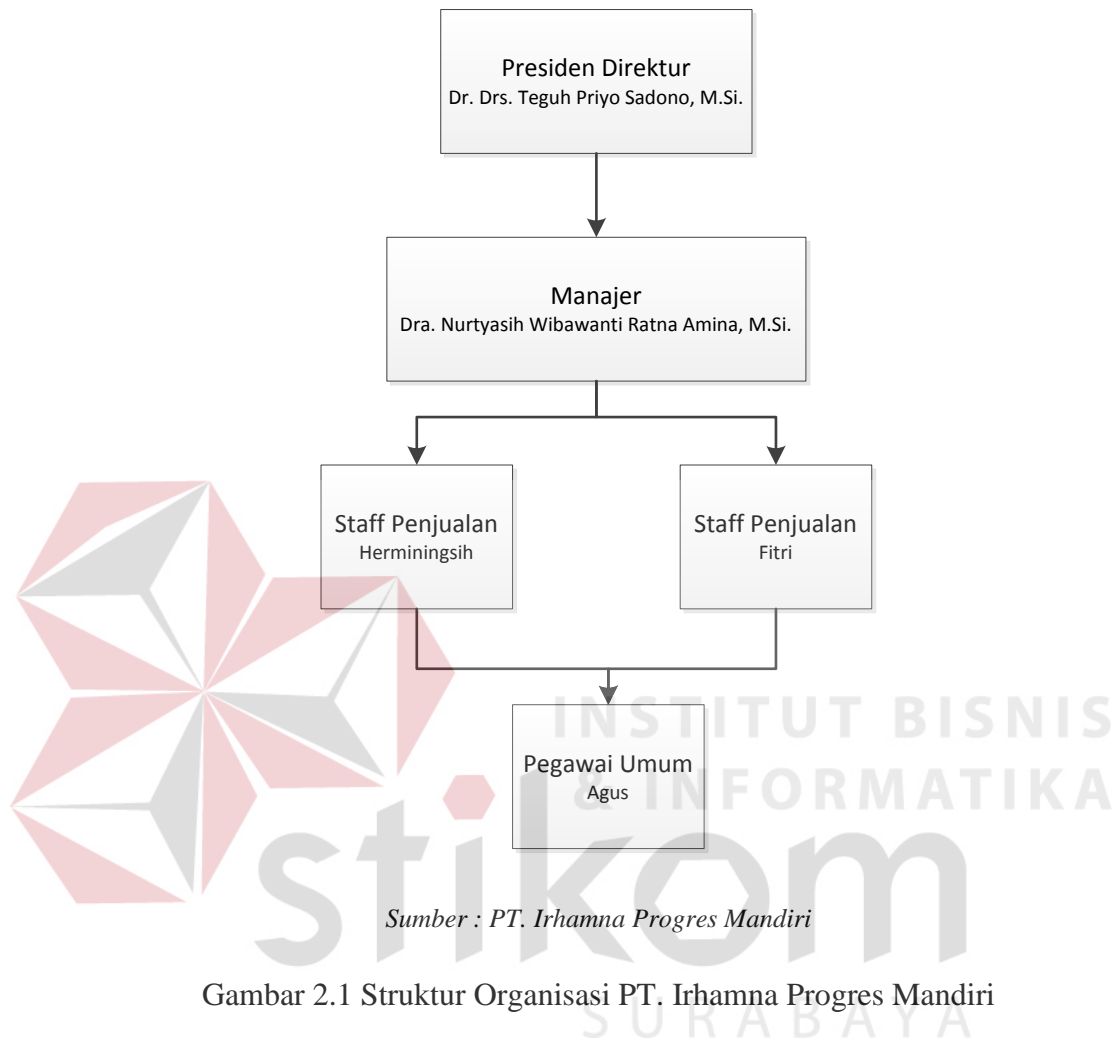 Presiden Direktur
Dr. Drs. Teguh Priyo Sadono, M.Si.
Manajer
Dra. Nurtyasih Wibawanti Ratna Amina, M.Si.
Staff Penjualan
Herminingsih
Staff Penjualan
Fitri
Pegawai Umum
Agus
INSTITUT BISNIS
& INFORMATIKA
stikom
SURABAYA
Sumber : PT. Irhamna Progres Mandiri
Gambar 2.1 Struktur Organisasi PT. Irhamna Progres Mandiri